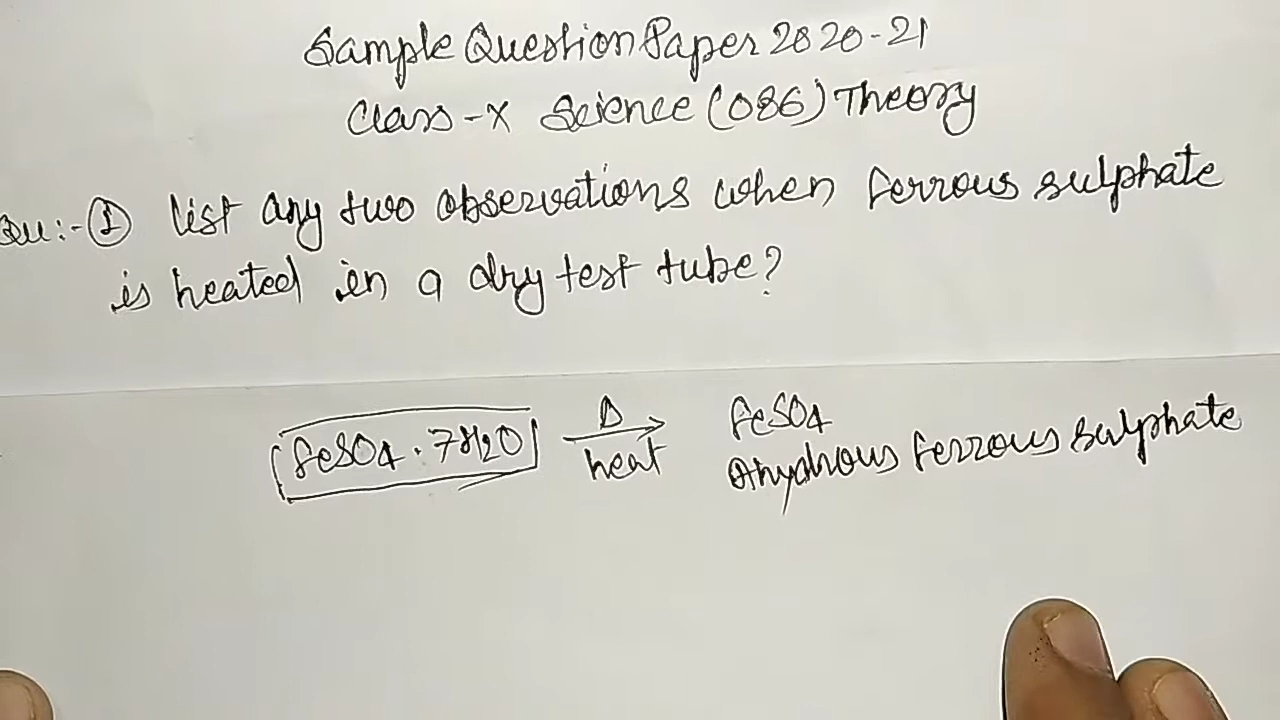 Sample Question Paper 2020-21
Class-X Science (086) Theory
Qu:-① List any two observations when ferrous sulphate
is heated in a dry test tube?
FeSO4.7H2O Δ heat → FeSO4
Anhydrous ferrous sulphate